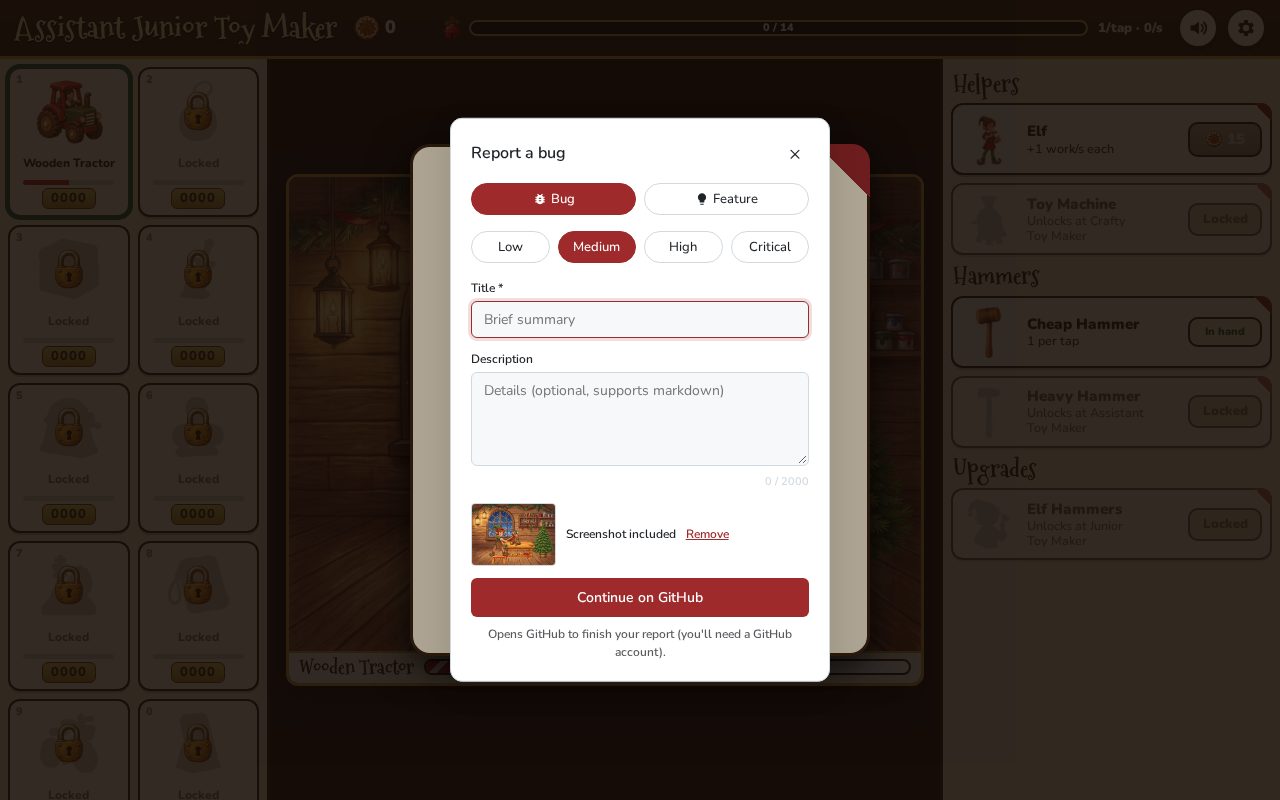 Assistant Junior Toy Maker
0
0 / 14
1/tap · 0/s
1
Wooden Tractor
0000
2
Locked
0000
3
Locked
0000
4
Locked
0000
5
Locked
0000
6
Locked
0000
7
Locked
0000
8
Locked
0000
9
Locked
0
Locked
Report a bug
Bug
Feature
Low
Medium
High
Critical
Title *
Brief summary
Description
Details (optional, supports markdown)
0 / 2000
Screenshot included
Remove
Continue on GitHub
Opens GitHub to finish your report (you'll need a GitHub
account).
Wooden Tractor
Helpers
Elf
+1 work/s each
15
Toy Machine
Unlocks at Crafty
Toy Maker
Locked
Hammers
Cheap Hammer
1 per tap
In hand
Heavy Hammer
Unlocks at Assistant
Toy Maker
Locked
Upgrades
Elf Hammers
Unlocks at Junior
Toy Maker
Locked